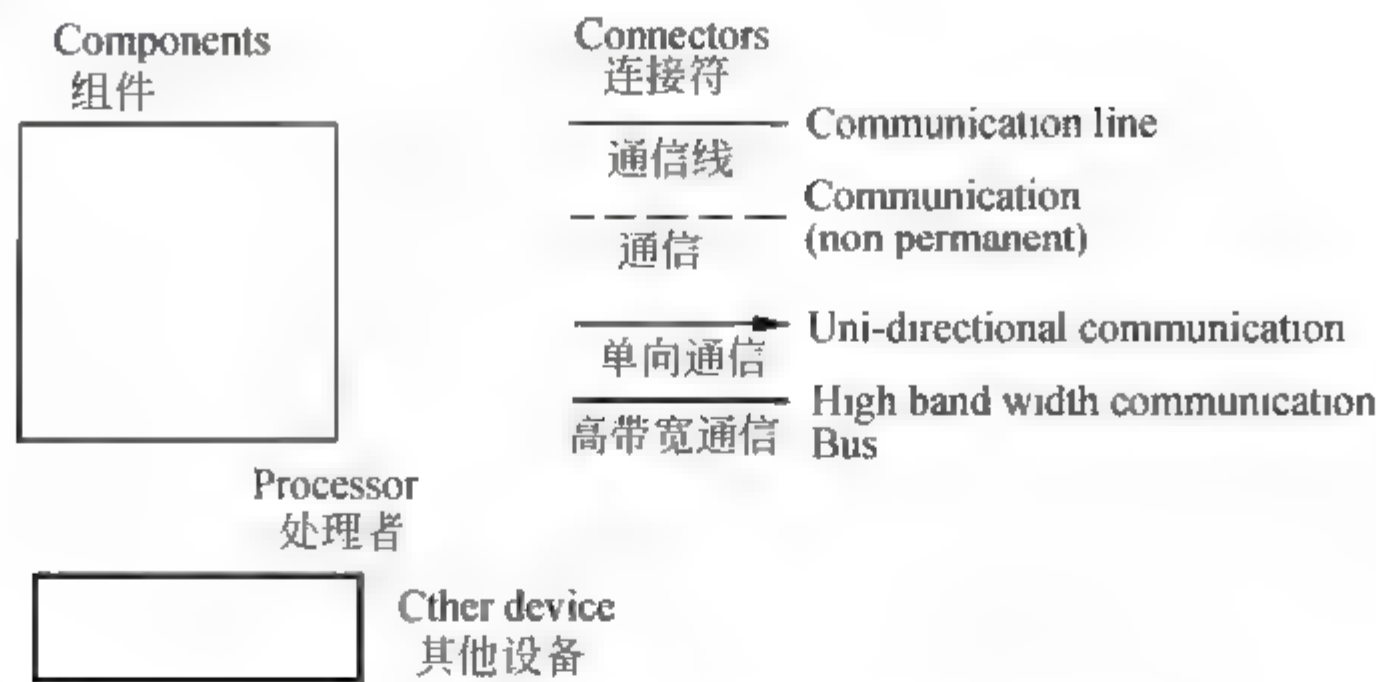 Components
组件
Processor
处理者
Cther device
其他设备
Connectors
连接符
Communication line
通信线
Communication
(non permanent)
通信
Uni-directional communication
单向通信
High band width communication
Bus
高带宽通信